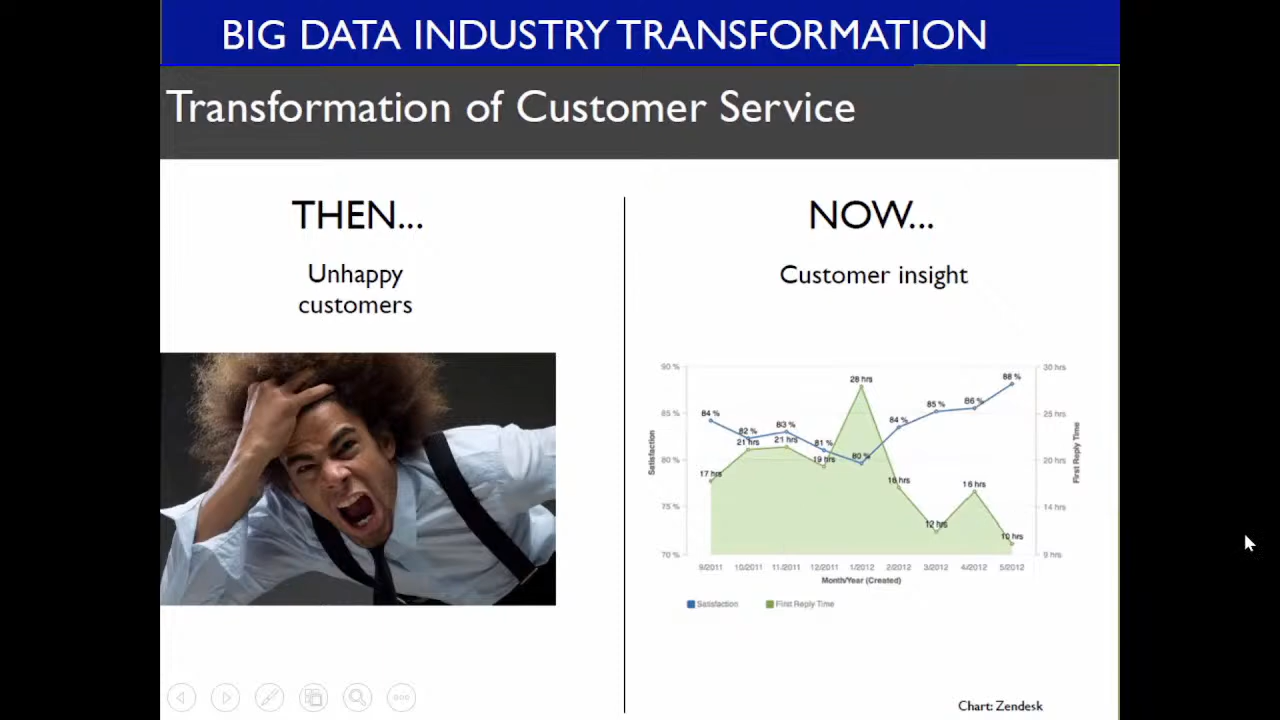 BIG DATA INDUSTRY TRANSFORMATION
Transformation of Customer Service
THEN...
Unhappy
customers
NOW...
Customer insight
90 %
85 %
80 %
75 %
70 %
Satisfaction
84 %
82 %
83 %
81 %
80 %
84 %
85 %
86 %
88 %
17 hrs
21 hrs
21 hrs
19 hrs
28 hrs
16 hrs
12 hrs
16 hrs
10 hrs
30 hrs
25 hrs
20 hrs
14 hrs
9 hrs
First Reply Time
9/2011 10/2011 11/2011 12/2011 1/2012 2/2012 3/2012 4/2012 5/2012
Month/Year (Created)
Satisfaction First Reply Time
Chart: Zendesk